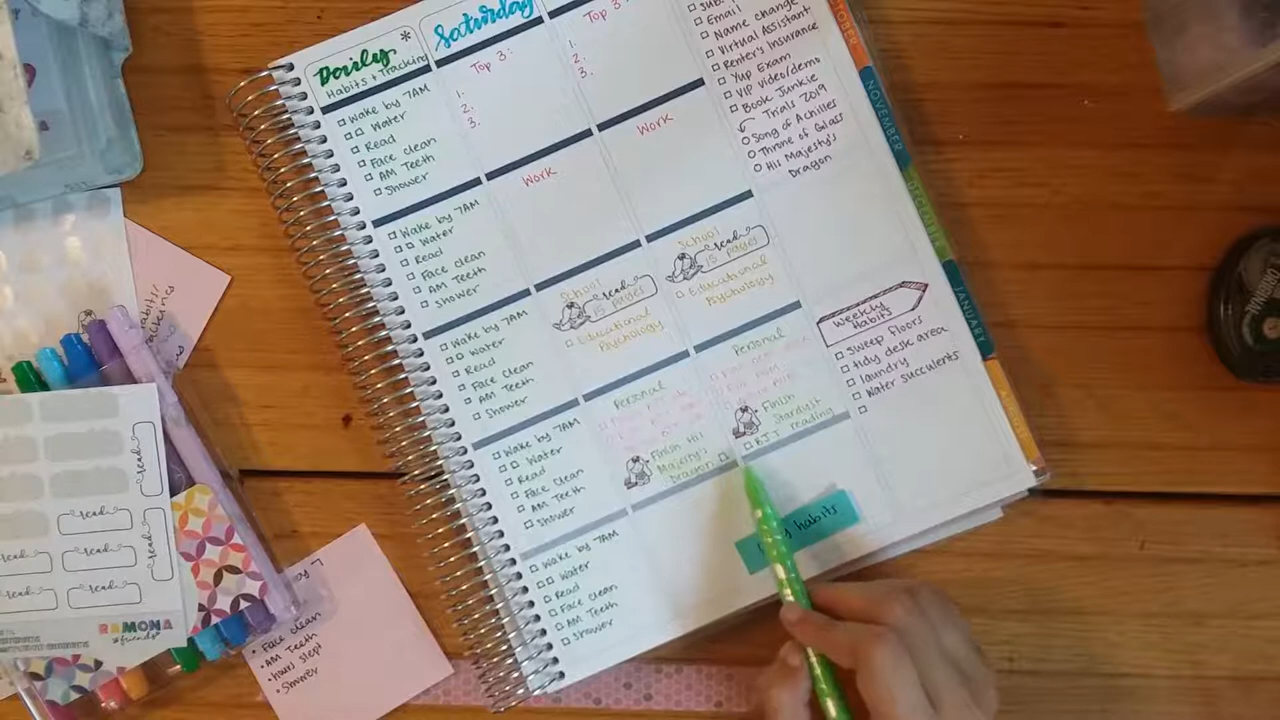 Daily
*
Habits + Tracking
□ Wake by 7AM
□□ Water
□ Read
□ Face clean
□ AM Teeth
□ Shower
□ Wake by 7AM
□□ Water
□ Read
□ Face clean
□ AM Teeth
□ Shower
□ Wake by 7AM
□□ Water
□ Read
□ Face clean
□ AM Teeth
□ Shower
□ Wake by 7AM
□□ Water
□ Read
□ Face clean
□ AM Teeth
□ Shower
□ Wake by 7AM
□□ Water
□ Read
□ Face clean
□ AM Teeth
□ Shower
Saturday
Top 3:
1.
2.
3.
Work
School
read
15 pages
□ Educational
Psychology
Personal
Finish His
Majesty's
Dragon □
Top 3
1.
2.
3.
Work
School
read
15 pages
□ Educational
Psychology
Personal
Finish
Stardust
□ BJJ reading
habits
□ Email
□ Name change
□ Virtual Assistant
□ Renter's Insurance
□ Yup Exam
□ VIP video/demo
□ Book Junkie
Trials 2019
○ Song of Achilles
○ Throne of Glass
○ His Majesty's
Dragon
Weekly
Habits
□ Sweep floors
□ tidy desk area
□ laundry
□ Water succulents
□
OCTOBER
NOVEMBER
DECEMBER
JANUARY
read
read
read
read
read
read
read
RAMONA
& friends
• Face clean
• AM Teeth
• hours slept
• Shower